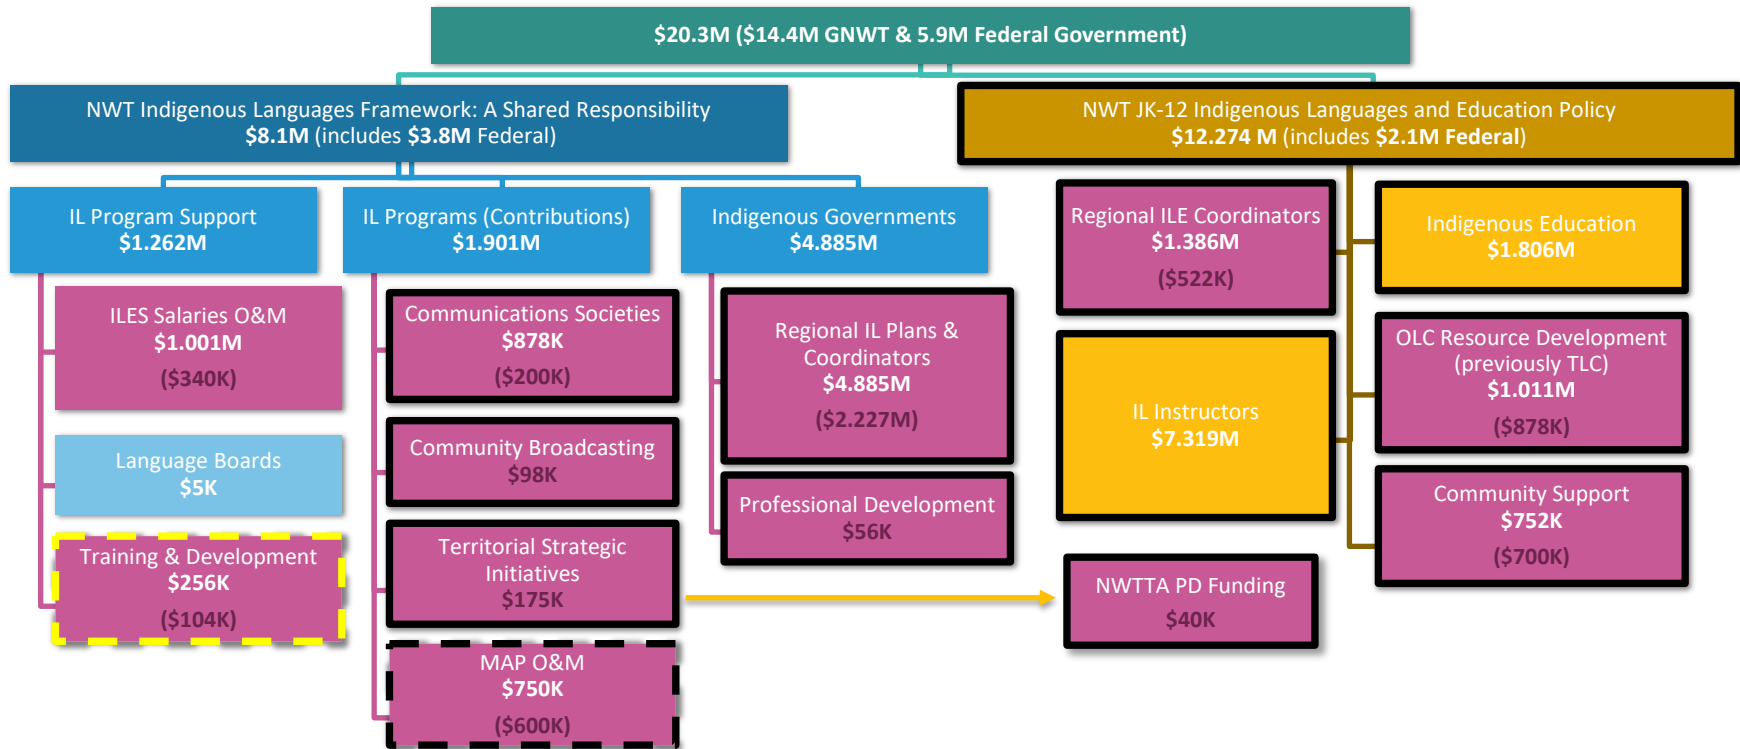 $20.3M ($14.4M GNWT & 5.9M Federal Government)
NWT Indigenous Languages Framework: A Shared Responsibility
$8.1M (includes $3.8M Federal)
NWT JK-12 Indigenous Languages and Education Policy
$12.274 M (includes $2.1M Federal)
IL Program Support
$1.262M
IL Programs (Contributions)
$1.901M
Indigenous Governments
$4.885M
ILES Salaries O&M
$1.001M
($340K)
Language Boards
$5K
Training & Development
$256K
($104K)
Communications Societies
$878K
($200K)
Community Broadcasting
$98K
Territorial Strategic
Initiatives
$175K
MAP O&M
$750K
($600K)
Regional IL Plans &
Coordinators
$4.885M
($2.227M)
Professional Development
$56K
Regional ILE Coordinators
$1.386M
($522K)
IL Instructors
$7.319M
NWTTA PD Funding
$40K
Indigenous Education
$1.806M
OLC Resource Development
(previously TLC)
$1.011M
($878K)
Community Support
$752K
($700K)